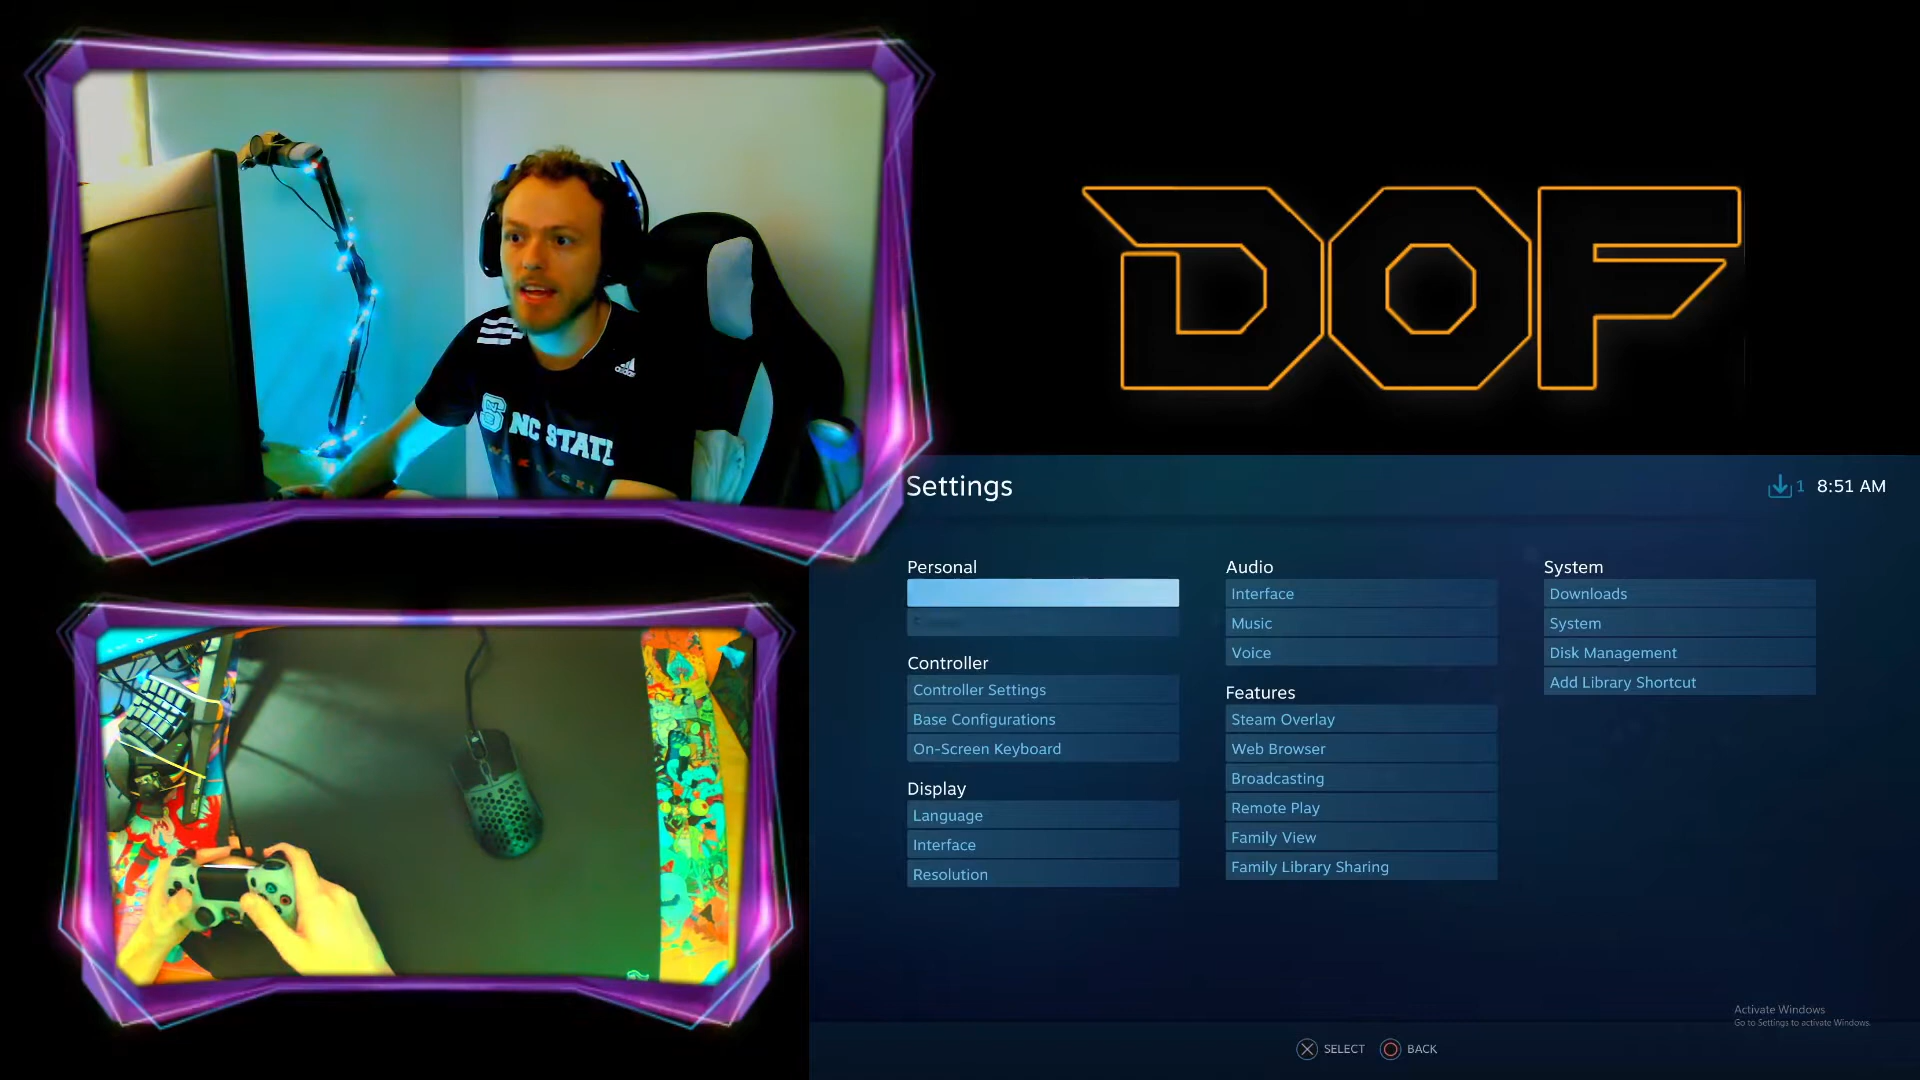 DOF
adidas
NC STATE
Settings
1 8:51 AM
Personal
Controller
Controller Settings
Base Configurations
On-Screen Keyboard
Display
Language
Interface
Resolution
Audio
Interface
Music
Voice
Features
Steam Overlay
Web Browser
Broadcasting
Remote Play
Family View
Family Library Sharing
System
Downloads
System
Disk Management
Add Library Shortcut
Activate Windows
Go to Settings to activate Windows.
SELECT BACK